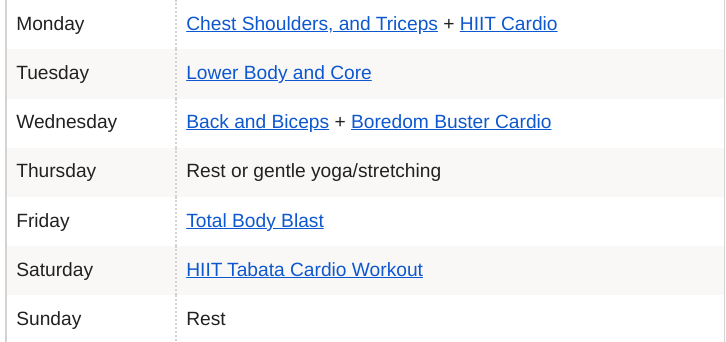 Monday Chest Shoulders, and Triceps + HIIT Cardio
Tuesday Lower Body and Core
Wednesday Back and Biceps + Boredom Buster Cardio
Thursday Rest or gentle yoga/stretching
Friday Total Body Blast
Saturday HIIT Tabata Cardio Workout
Sunday Rest